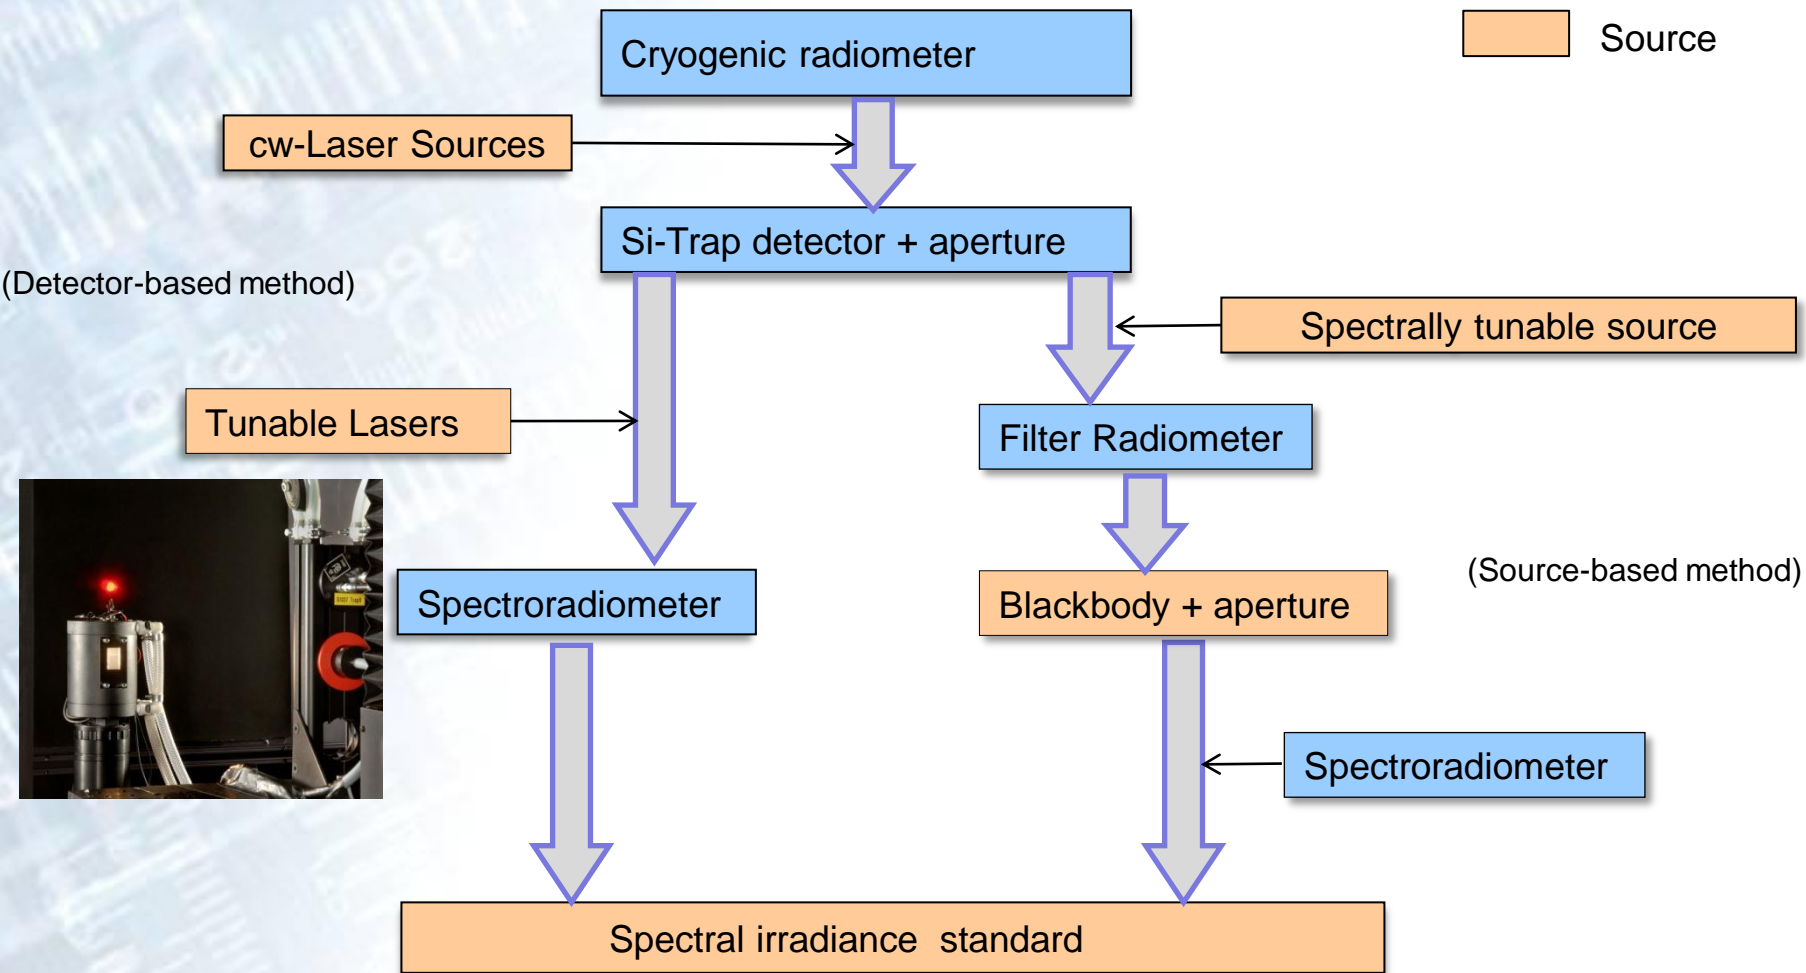 Cryogenic radiometer
Source
cw-Laser Sources
Si-Trap detector + aperture
(Detector-based method)
Spectrally tunable source
Tunable Lasers
Filter Radiometer
Spectroradiometer
Blackbody + aperture
(Source-based method)
Spectroradiometer
Spectral irradiance standard